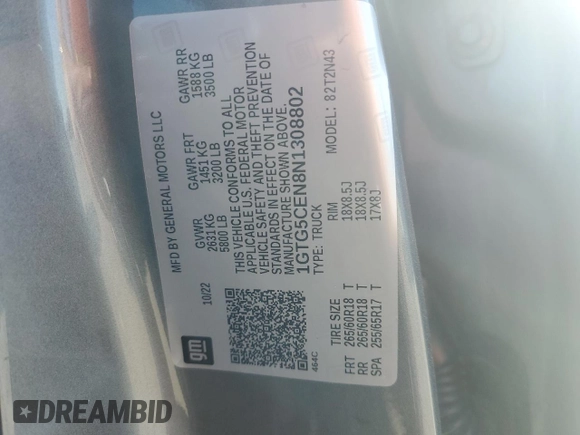 MFD BY GENERAL MOTORS LLC
10/22
GVWR GAWR FRT GAWR RR
2631 KG 1451 KG 1588 KG
5800 LB 3200 LB 3500 LB
THIS VEHICLE CONFORMS TO ALL
APPLICABLE U.S. FEDERAL MOTOR
VEHICLE SAFETY AND THEFT PREVENTION
STANDARDS IN EFFECT ON THE DATE OF
MANUFACTURE SHOWN ABOVE.
1GTG5CEN8N1308802
TYPE: TRUCK MODEL: 82T2N43
gm
464C
TIRE SIZE RIM
FRT 265/60R18 T 18X8.5J
RR 265/60R18 T 18X8.5J
SPA 255/65R17 T 17X8J
DREAMBID